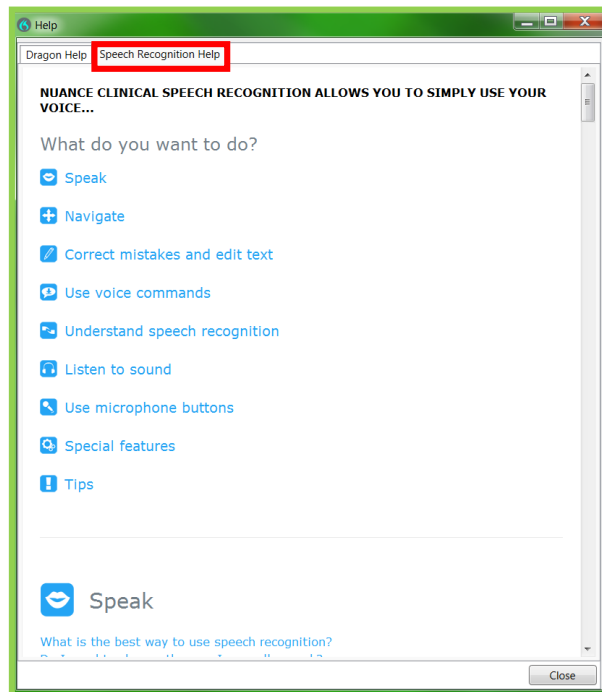 Help
Dragon Help Speech Recognition Help
NUANCE CLINICAL SPEECH RECOGNITION ALLOWS YOU TO SIMPLY USE YOUR
VOICE...
What do you want to do?
Speak
Navigate
Correct mistakes and edit text
Use voice commands
Understand speech recognition
Listen to sound
Use microphone buttons
Special features
Tips
Speak
What is the best way to use speech recognition?
Close